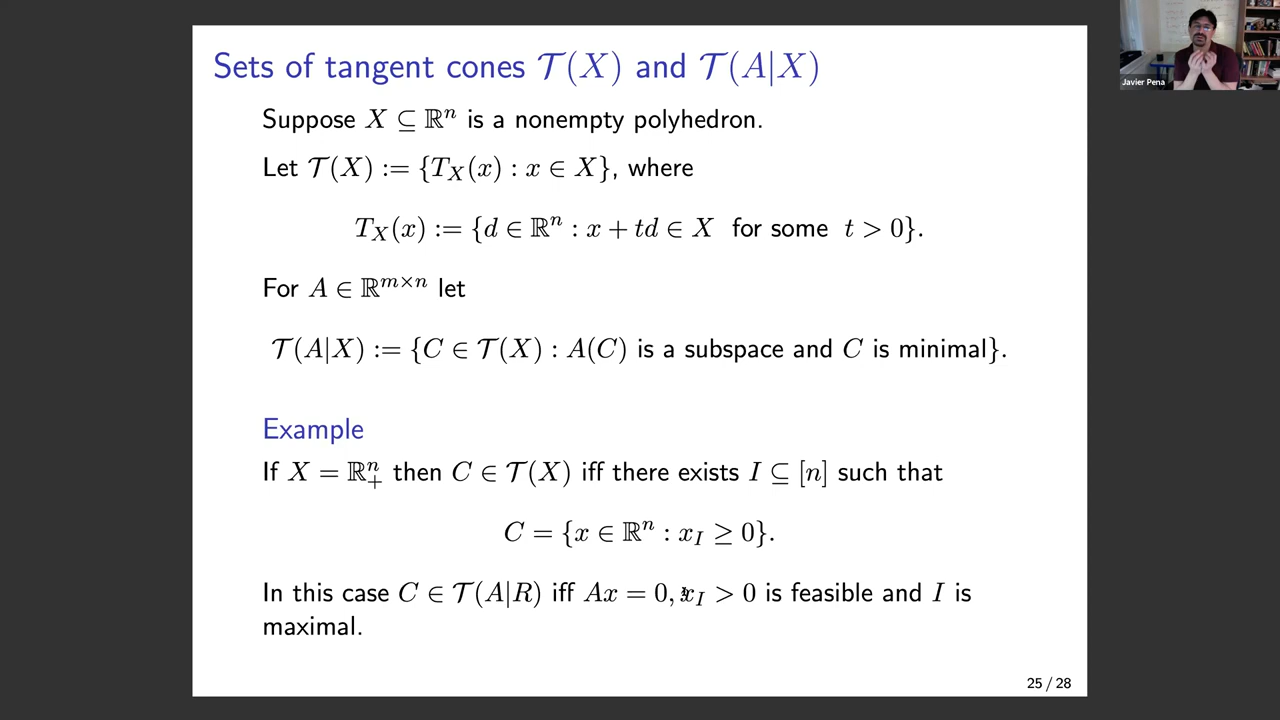 Sets of tangent cones 𝒯(X) and 𝒯(A|X)
Suppose X ⊆ ℝⁿ is a nonempty polyhedron.
Let 𝒯(X) := {T_X(x) : x ∈ X}, where
T_X(x) := {d ∈ ℝⁿ : x + td ∈ X for some t > 0}.
For A ∈ ℝ^{m×n} let
𝒯(A|X) := {C ∈ 𝒯(X) : A(C) is a subspace and C is minimal}.
Example
If X = ℝⁿ₊ then C ∈ 𝒯(X) iff there exists I ⊆ [n] such that
C = {x ∈ ℝⁿ : x_I ≥ 0}.
In this case C ∈ 𝒯(A|R) iff Ax = 0, x_I > 0 is feasible and I is
maximal.
25 / 28
Javier Pena